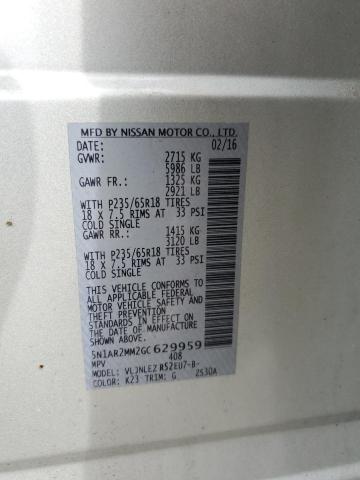 MFD BY NISSAN MOTOR CO., LTD.
DATE: 02/16
GVWR: 2715 KG
5986 LB
GAWR FR.: 1325 KG
2921 LB
WITH P235/65R18 TIRES
18 X 7.5 RIMS AT 33 PSI
COLD SINGLE
GAWR RR.: 1415 KG
3120 LB
WITH P235/65R18 TIRES
18 X 7.5 RIMS AT 33 PSI
COLD SINGLE
THIS VEHICLE CONFORMS TO
ALL APPLICABLE U.S. FEDERAL
MOTOR VEHICLE SAFETY AND
THEFT PREVENTION
STANDARDS IN EFFECT ON THE
DATE OF MANUFACTURE
SHOWN ABOVE.
5N1AR2MM2GC629959
MPV 408
MODEL: VLJNLEZ R52EU7-B-
COLOR: K23 TRIM: G 2S30A